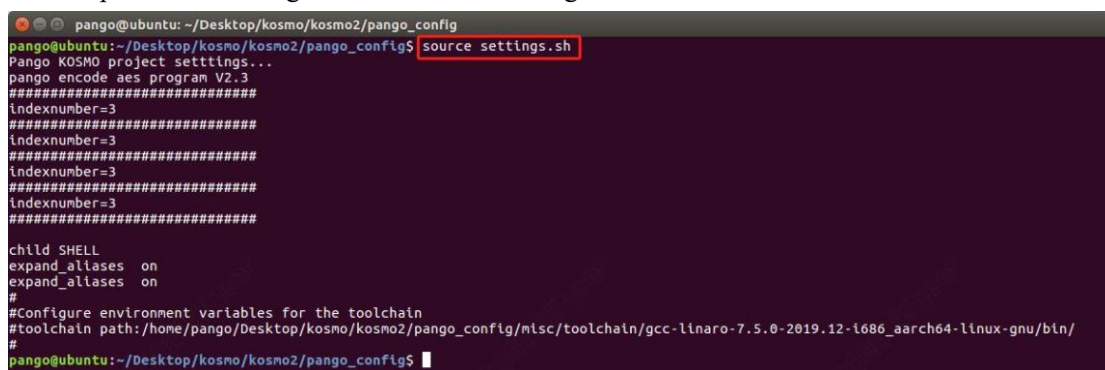 pango@ubuntu: ~/Desktop/kosmo/kosmo2/pango_config
pango@ubuntu:~/Desktop/kosmo/kosmo2/pango_config$ source settings.sh
Pango KOSMO project setttings...
pango encode aes program V2.3
##############################
indexnumber=3
##############################
indexnumber=3
##############################
indexnumber=3
##############################
indexnumber=3
##############################
child SHELL
expand_aliases on
expand_aliases on
#
#Configure environment variables for the toolchain
#toolchain path:/home/pango/Desktop/kosmo/kosmo2/pango_config/misc/toolchain/gcc-linaro-7.5.0-2019.12-i686_aarch64-linux-gnu/bin/
#
pango@ubuntu:~/Desktop/kosmo/kosmo2/pango_config$